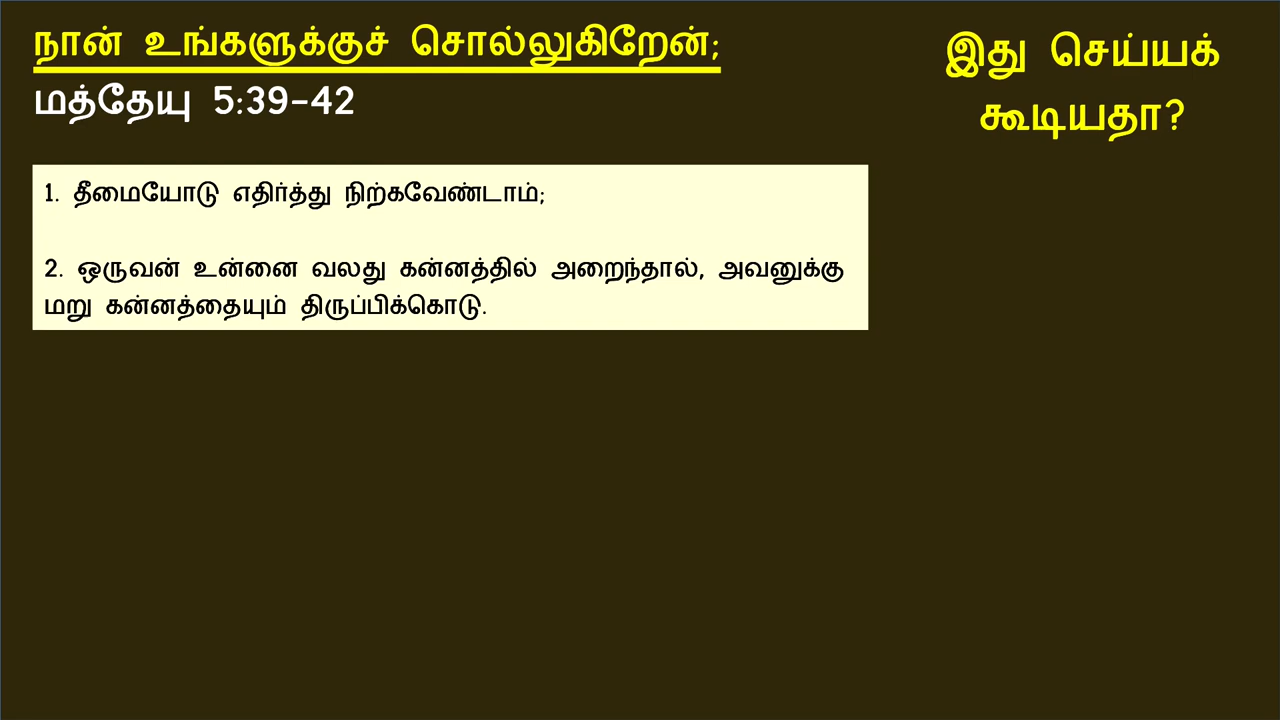 நான் உங்களுக்குச் சொல்லுகிறேன்;
மத்தேயு 5:39-42
இது செய்யக்
கூடியதா?
1. தீமையோடு எதிர்த்து நிற்கவேண்டாம்;
2. ஒருவன் உன்னை வலது கன்னத்தில் அறைந்தால், அவனுக்கு
மறு கன்னத்தையும் திருப்பிக்கொடு.